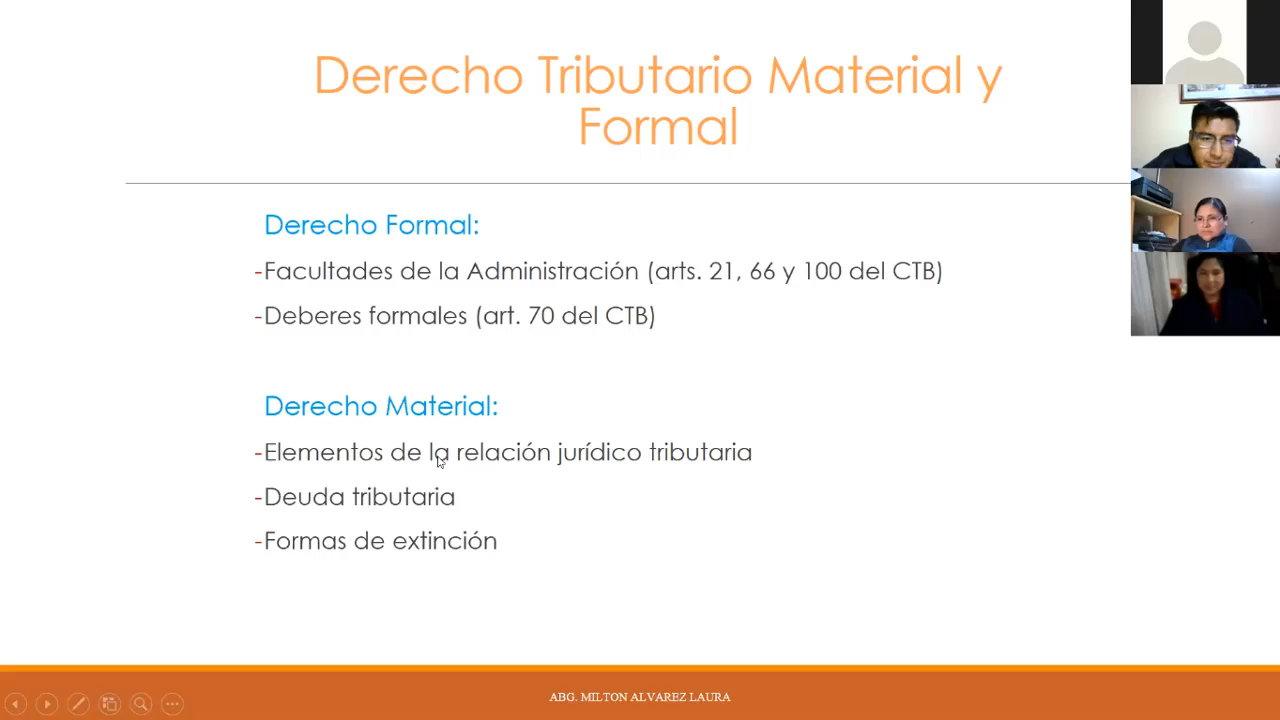 Derecho Tributario Material y
Formal
Derecho Formal:
-Facultades de la Administración (arts. 21, 66 y 100 del CTB)
-Deberes formales (art. 70 del CTB)
Derecho Material:
-Elementos de la relación jurídico tributaria
-Deuda tributaria
-Formas de extinción
ABG. MILTON ALVAREZ LAURA